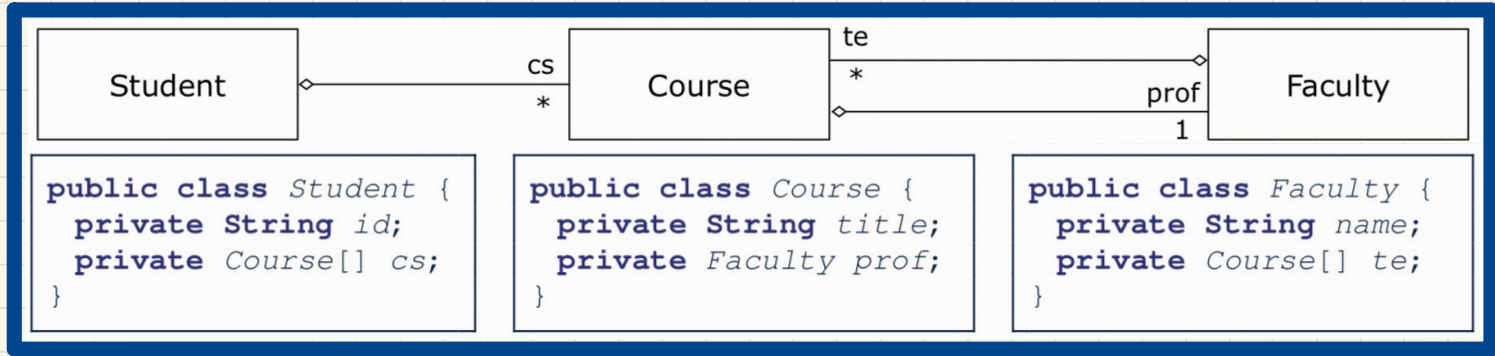 te
cs
Student
Course
Faculty
*
prof
*
1
public class Student {
private String id;
private Course[] cs;
}
public class Course {
private String title;
private Faculty prof;
}
public class Faculty {
private String name;
private Course[] te;
}